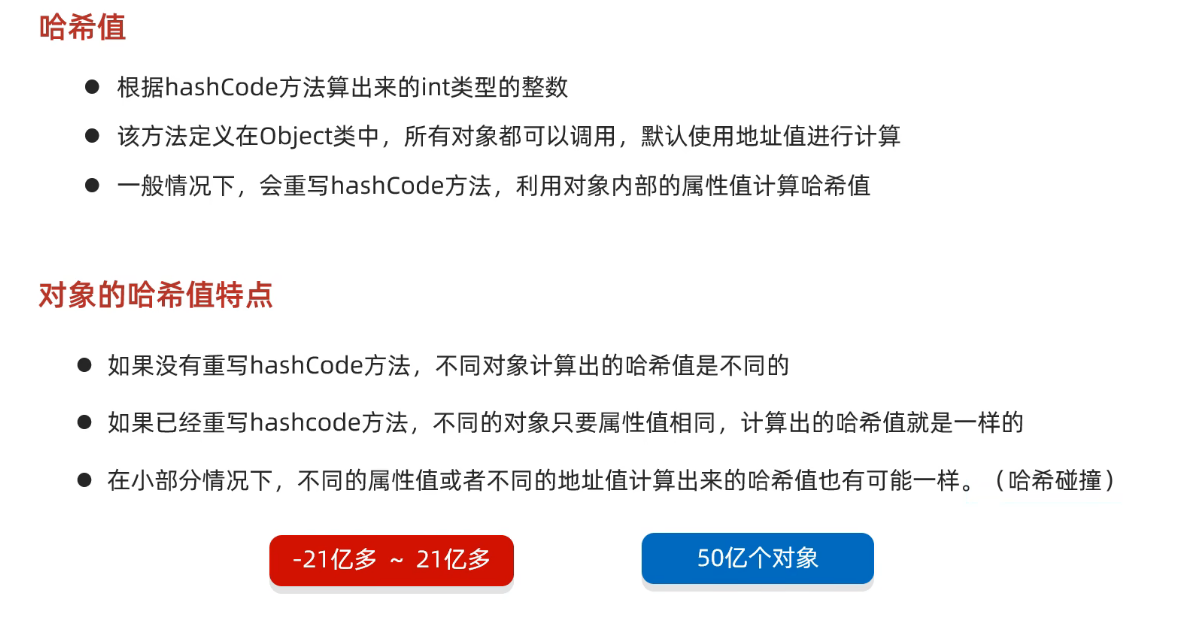 哈希值
● 根据hashCode方法算出来的int类型的整数
● 该方法定义在Object类中，所有对象都可以调用，默认使用地址值进行计算
● 一般情况下，会重写hashCode方法，利用对象内部的属性值计算哈希值
对象的哈希值特点
● 如果没有重写hashCode方法，不同对象计算出的哈希值是不同的
● 如果已经重写hashcode方法，不同的对象只要属性值相同，计算出的哈希值就是一样的
● 在小部分情况下，不同的属性值或者不同的地址值计算出来的哈希值也有可能一样。（哈希碰撞）
-21亿多 ~ 21亿多
50亿个对象